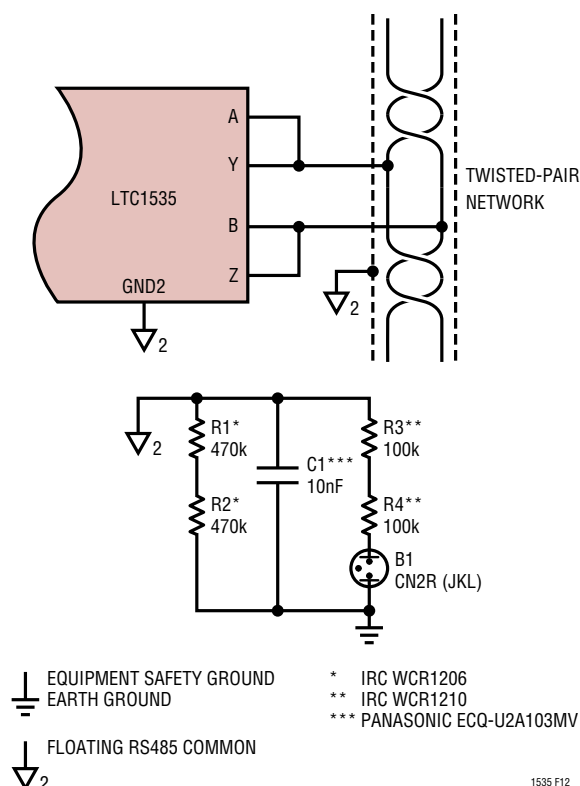 A
Y
LTC1535
B
Z
GND2
2
2
TWISTED-PAIR
NETWORK
2
R1*
470k
R2*
470k
C1***
10nF
R3**
100k
R4**
100k
B1
CN2R (JKL)
EQUIPMENT SAFETY GROUND
EARTH GROUND
FLOATING RS485 COMMON
2
* IRC WCR1206
** IRC WCR1210
*** PANASONIC ECQ-U2A103MV
1535 F12